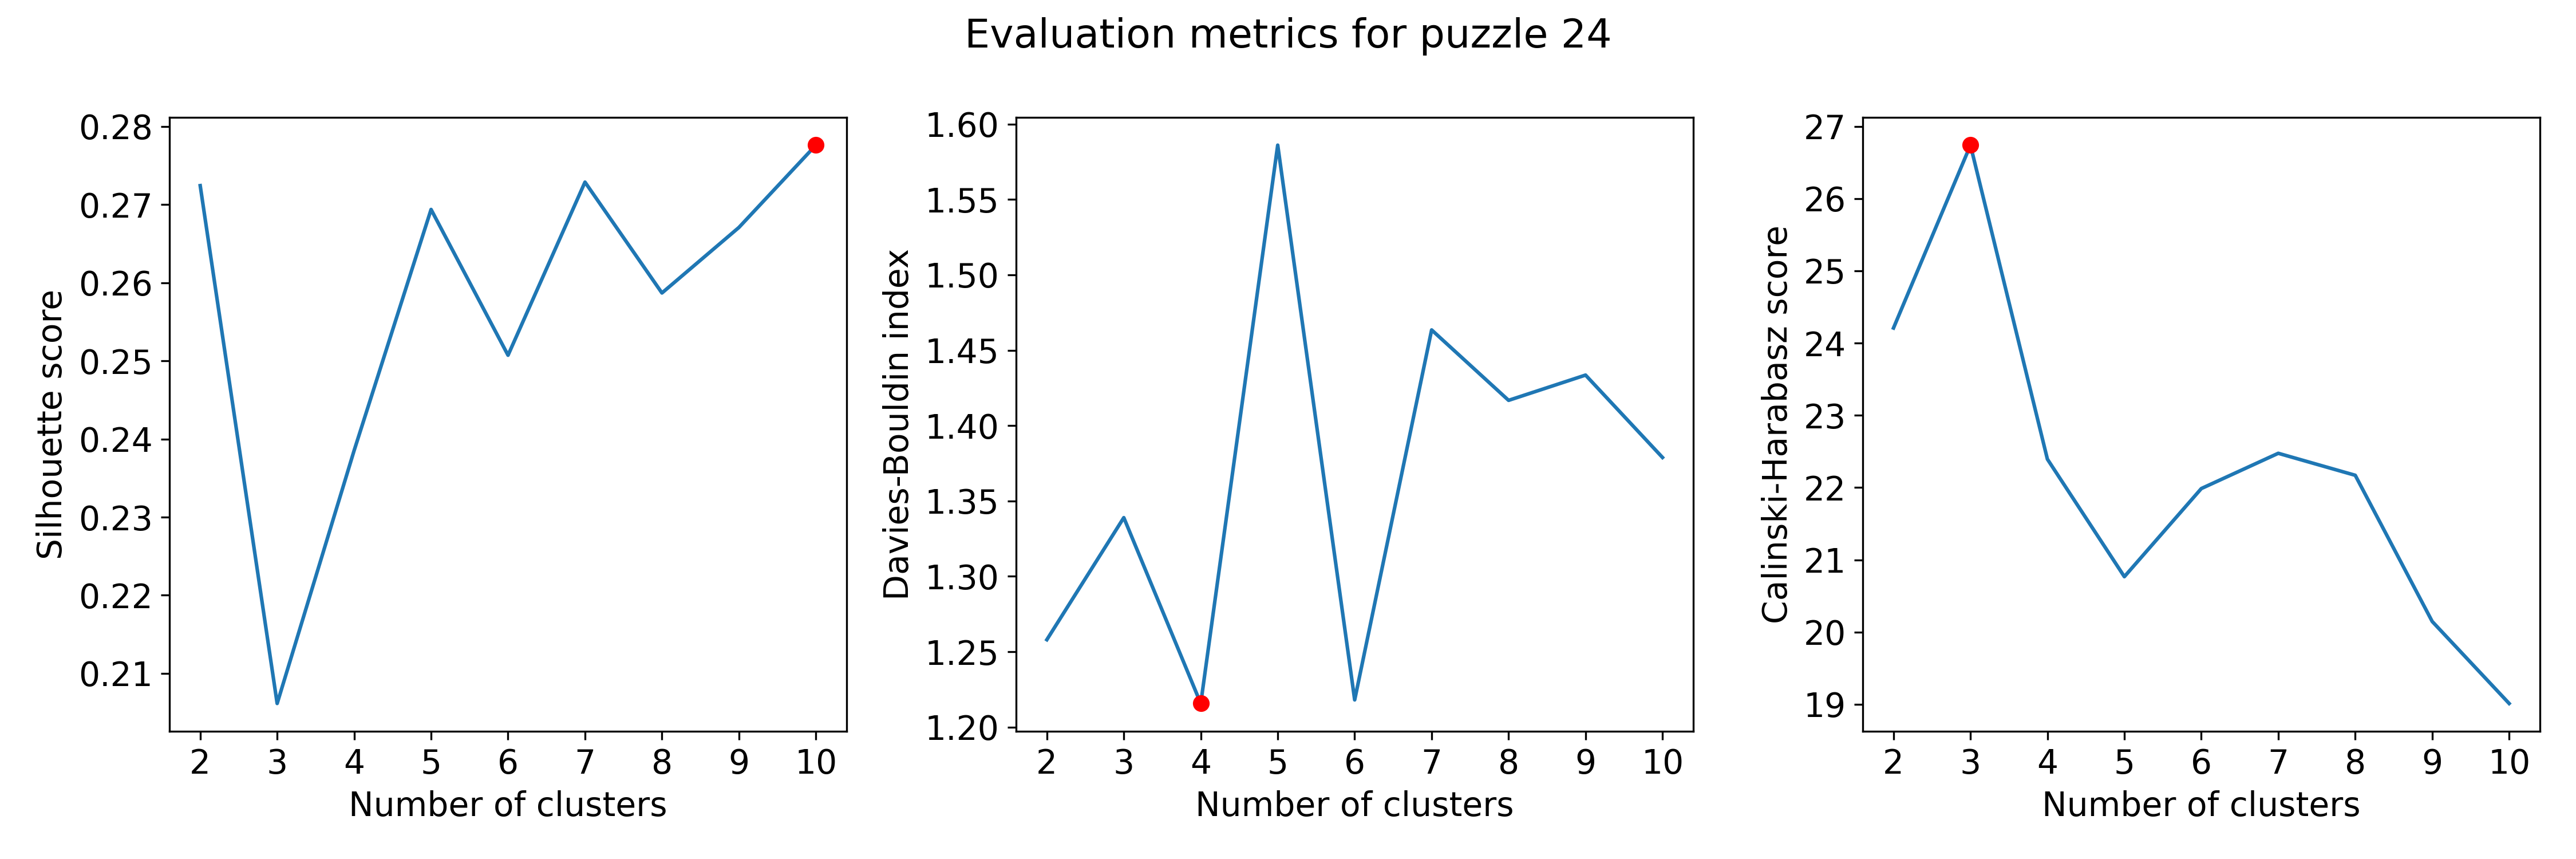 Evaluation metrics for puzzle 24
Silhouette score
0.28
0.27
0.26
0.25
0.24
0.23
0.22
0.21
2 3 4 5 6 7 8 9 10
Number of clusters
Davies-Bouldin index
1.60
1.55
1.50
1.45
1.40
1.35
1.30
1.25
1.20
2 3 4 5 6 7 8 9 10
Number of clusters
Calinski-Harabasz score
27
26
25
24
23
22
21
20
19
2 3 4 5 6 7 8 9 10
Number of clusters